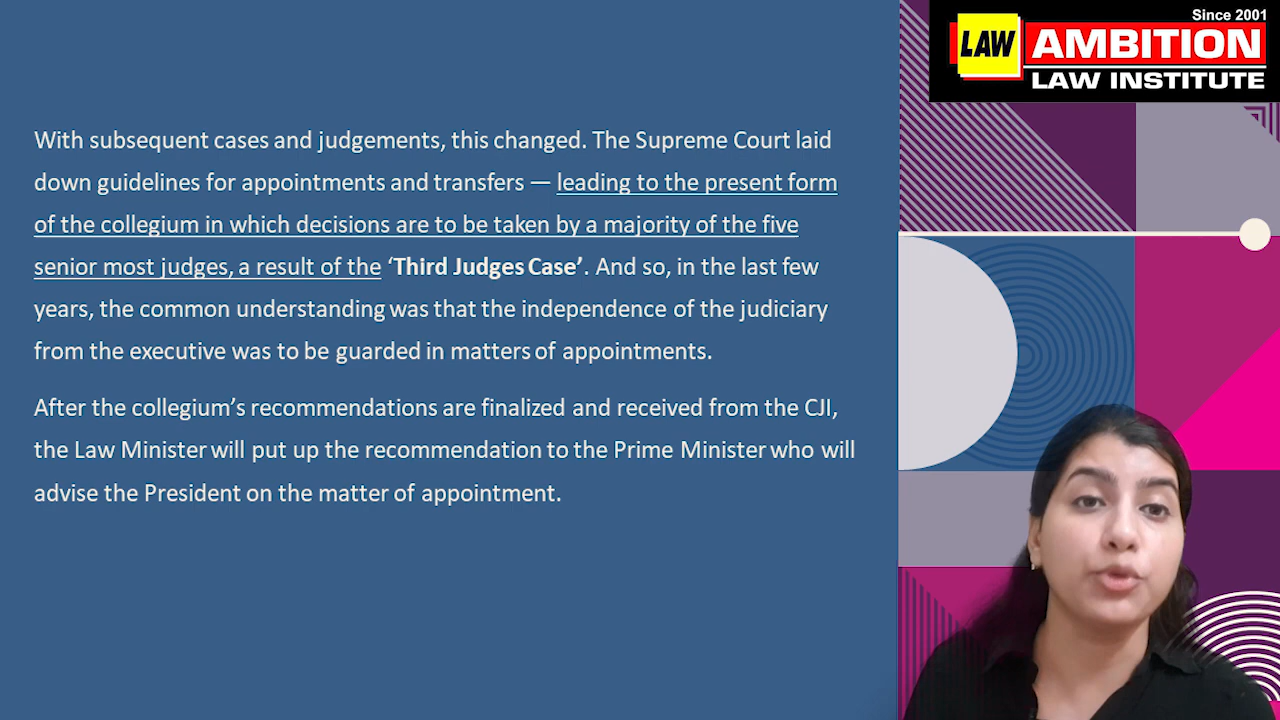 Since 2001
LAW AMBITION
LAW INSTITUTE
With subsequent cases and judgements, this changed. The Supreme Court laid
down guidelines for appointments and transfers — leading to the present form
of the collegium in which decisions are to be taken by a majority of the five
senior most judges, a result of the ‘Third Judges Case’. And so, in the last few
years, the common understanding was that the independence of the judiciary
from the executive was to be guarded in matters of appointments.
After the collegium’s recommendations are finalized and received from the CJI,
the Law Minister will put up the recommendation to the Prime Minister who will
advise the President on the matter of appointment.